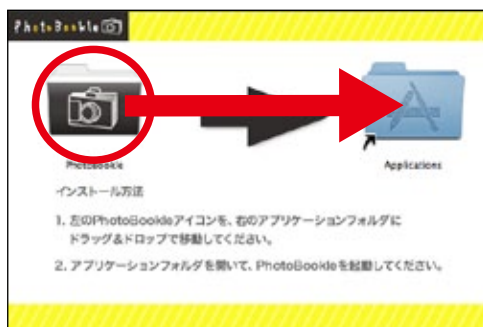 PhotoBookle
PhotoBookle
Applications
インストール方法
1. 左のPhotoBookleアイコンを、右のアプリケーションフォルダに
ドラッグ&ドロップで移動してください。
2. アプリケーションフォルダを開いて、PhotoBookleを起動してください。